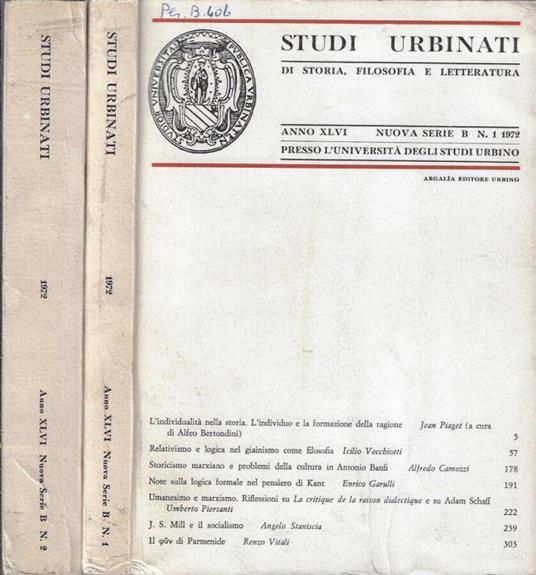 STUDI URBINATI
1972
Anno XLVI Nuova Serie B N. 2
STUDI URBINATI
1972
Anno XLVI Nuova Serie B N. 1
Per. B. 406
STUDI URBINATI
DI STORIA, FILOSOFIA E LETTERATURA
ANNO XLVI NUOVA SERIE B N. 1 1972
PRESSO L'UNIVERSITÀ DEGLI STUDI URBINO
ARGALÌA EDITORE URBINO
L'individualità nella storia. L'individuo e la formazione della ragione Jean Piaget (a cura
di Alfeo Bertondini) 5
Relativismo e logica nel giainismo come filosofia Icilio Vecchiotti 57
Storicismo marxiano e problemi della cultura in Antonio Banfi Alfredo Camozzi 178
Note sulla logica formale nel pensiero di Kant Enrico Garulli 191
Umanesimo e marxismo. Riflessioni su La critique de la raison dialectique e su Adam Schaff
Umberto Piersanti 222
J. S. Mill e il socialismo Angelo Staniscia 259
Il φῦν di Parmenide Renzo Vitali 303